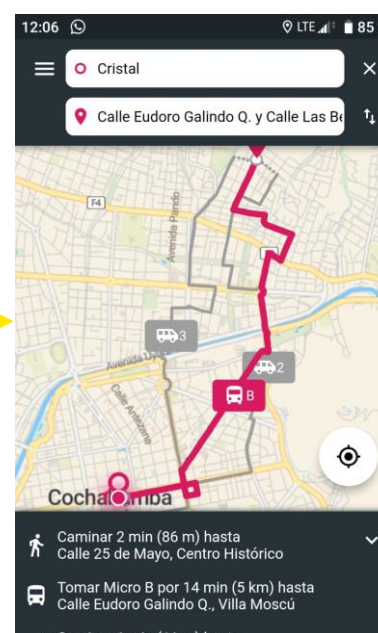 12:06 LTE 85
Cristal
Calle Eudoro Galindo Q. y Calle Las Be
F4
Avenida Pando
3
Avenida Uyu
2
B
Calle Antezana
Cochabamba
Caminar 2 min (86 m) hasta
Calle 25 de Mayo, Centro Histórico
Tomar Micro B por 14 min (5 km) hasta
Calle Eudoro Galindo Q., Villa Moscú